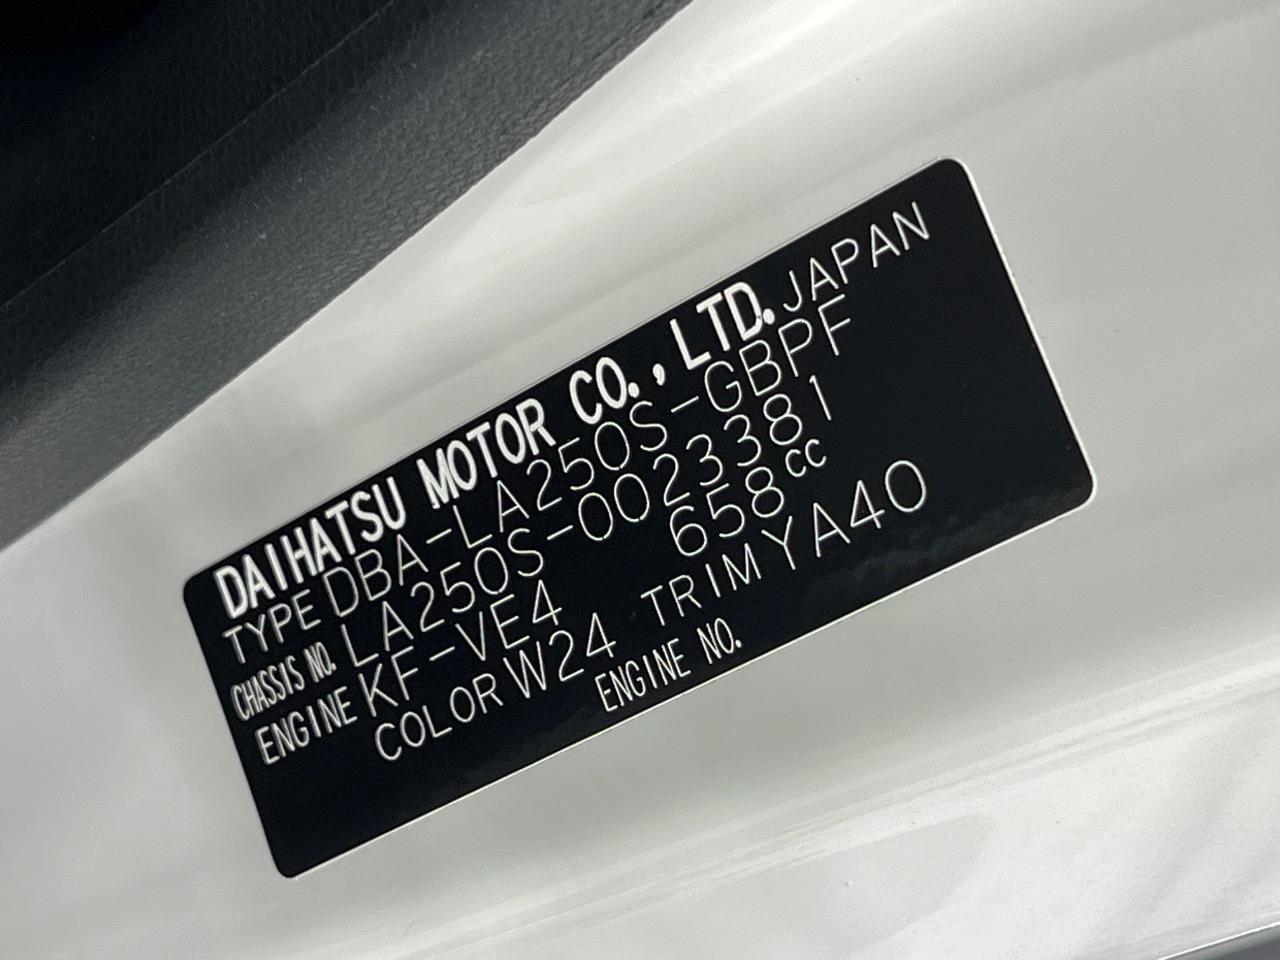 DAIHATSU MOTOR CO., LTD. JAPAN
TYPE DBA-LA250S-GBPF
CHASSIS NO. LA250S-0023381
ENGINE KF-VE4 658cc
COLOR W24 TRIM YA40
ENGINE NO.